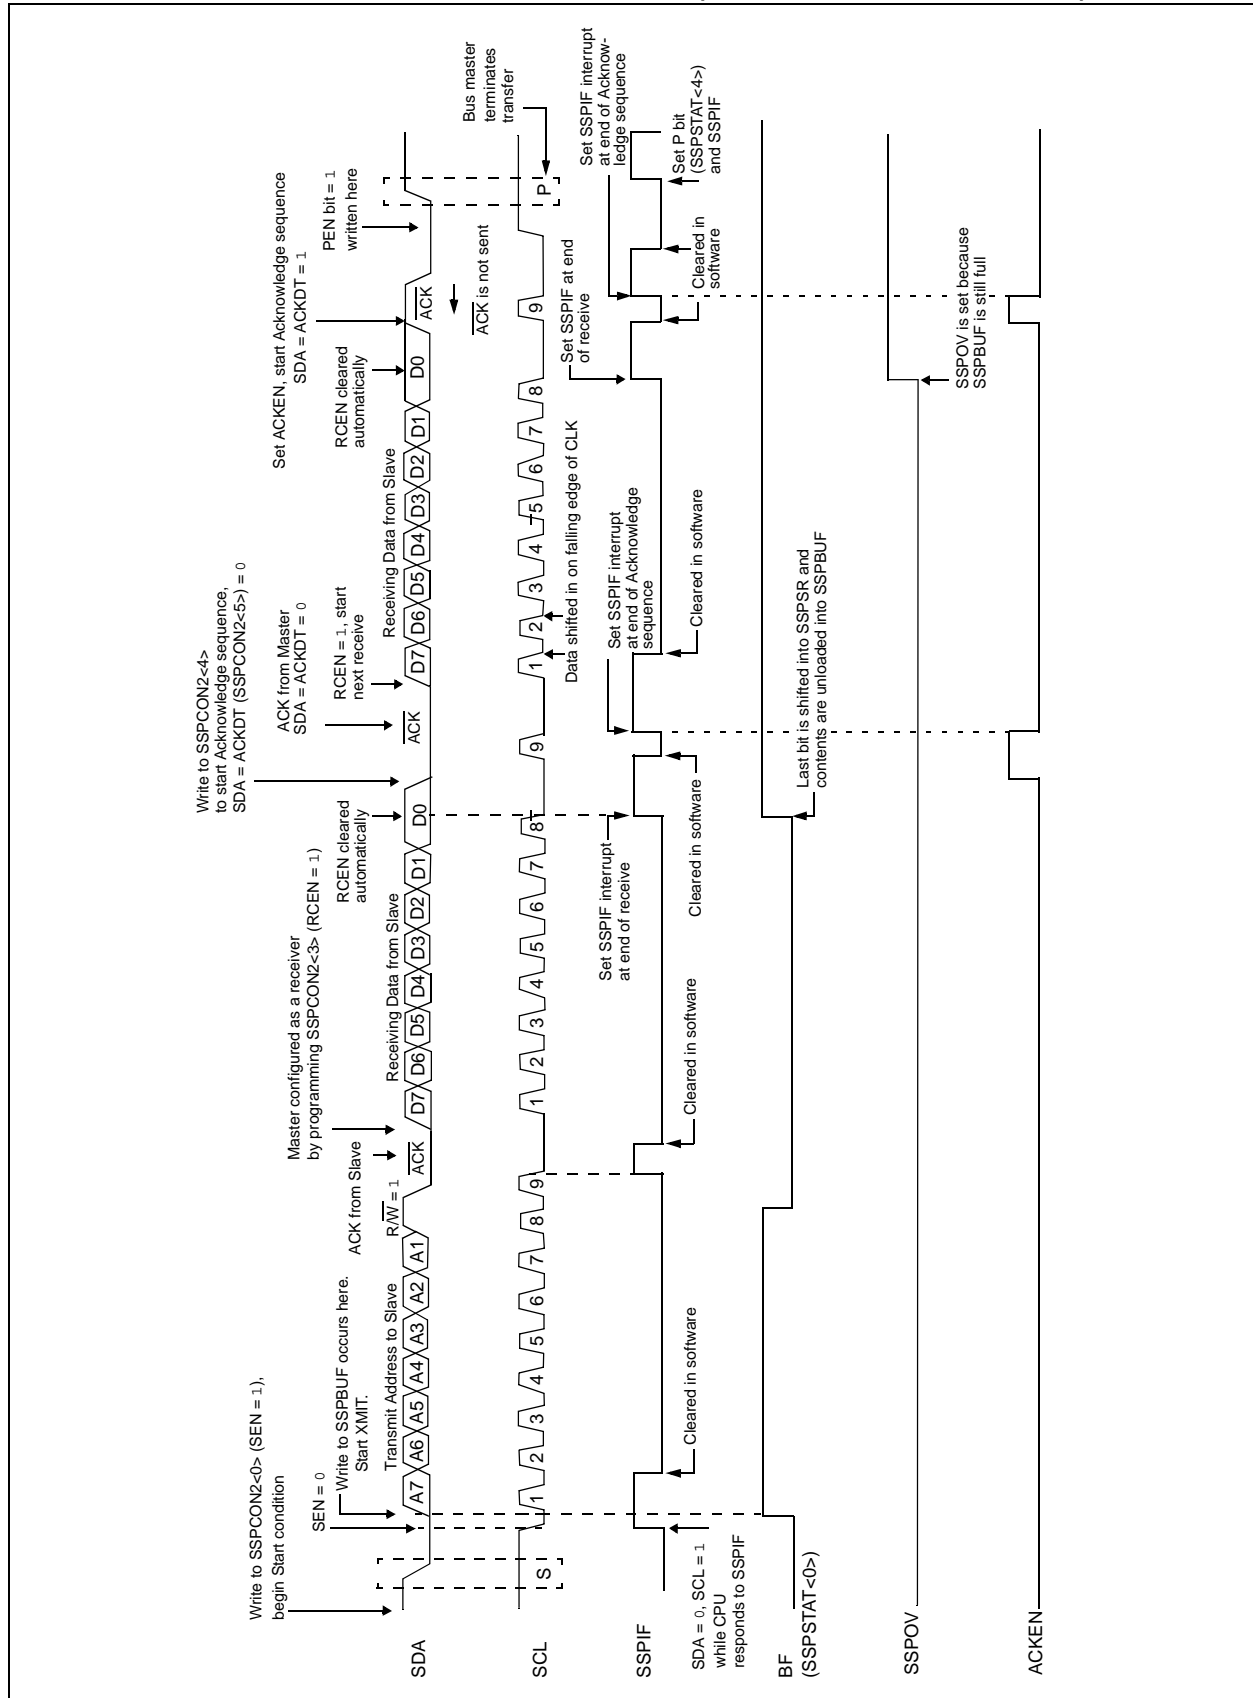 Write to SSPCON2<0> (SEN = 1),
begin Start condition
SEN = 0
Write to SSPBUF occurs here.
Start XMIT.
Transmit Address to Slave
R/W = 1
ACK from Slave
Master configured as a receiver
by programming SSPCON2<3> (RCEN = 1)
Receiving Data from Slave
RCEN cleared
automatically
Write to SSPCON2<4>
to start Acknowledge sequence,
SDA = ACKDT (SSPCON2<5>) = 0
ACK from Master
SDA = ACKDT = 0
RCEN = 1, start
next receive
Receiving Data from Slave
RCEN cleared
automatically
Set ACKEN, start Acknowledge sequence
SDA = ACKDT = 1
PEN bit = 1
written here
Bus master
terminates
transfer
SDA
A7 A6 A5 A4 A3 A2 A1
ACK
D7 D6 D5 D4 D3 D2 D1 D0
ACK
D7 D6 D5 D4 D3 D2 D1 D0
ACK
ACK is not sent
SCL
S
1 2 3 4 5 6 7 8 9
1 2 3 4 5 6 7 8 9
1 2 3 4 5 6 7 8 9
P
Data shifted in on falling edge of CLK
Set SSPIF interrupt
at end of receive
Set SSPIF interrupt
at end of Acknowledge
sequence
Set SSPIF at end
of receive
Set SSPIF interrupt
at end of Acknow-
ledge sequence
SSPIF
SDA = 0, SCL = 1
while CPU
responds to SSPIF
Cleared in software
Cleared in software
Cleared in software
Cleared in software
Cleared in
software
Set P bit
(SSPSTAT<4>)
and SSPIF
BF
(SSPSTAT<0>)
Last bit is shifted into SSPSR and
contents are unloaded into SSPBUF
SSPOV
SSPOV is set because
SSPBUF is still full
ACKEN